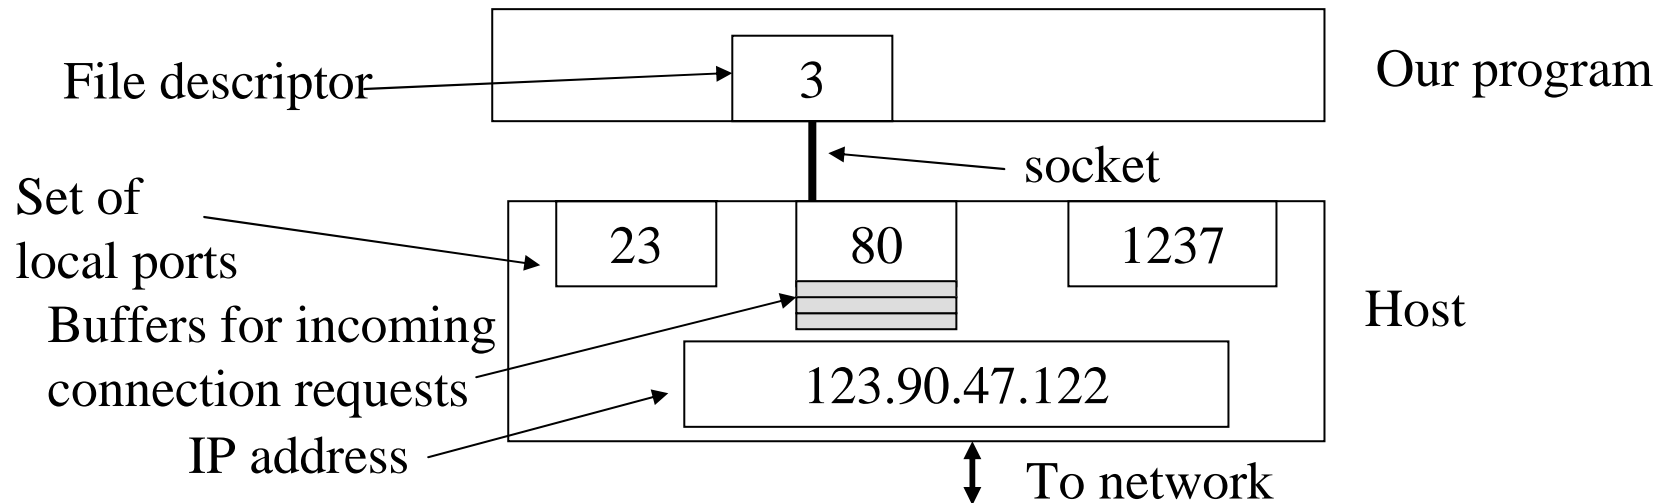 File descriptor
3
Our program
socket
Set of
local ports
23
80
1237
Buffers for incoming
connection requests
Host
123.90.47.122
IP address
To network